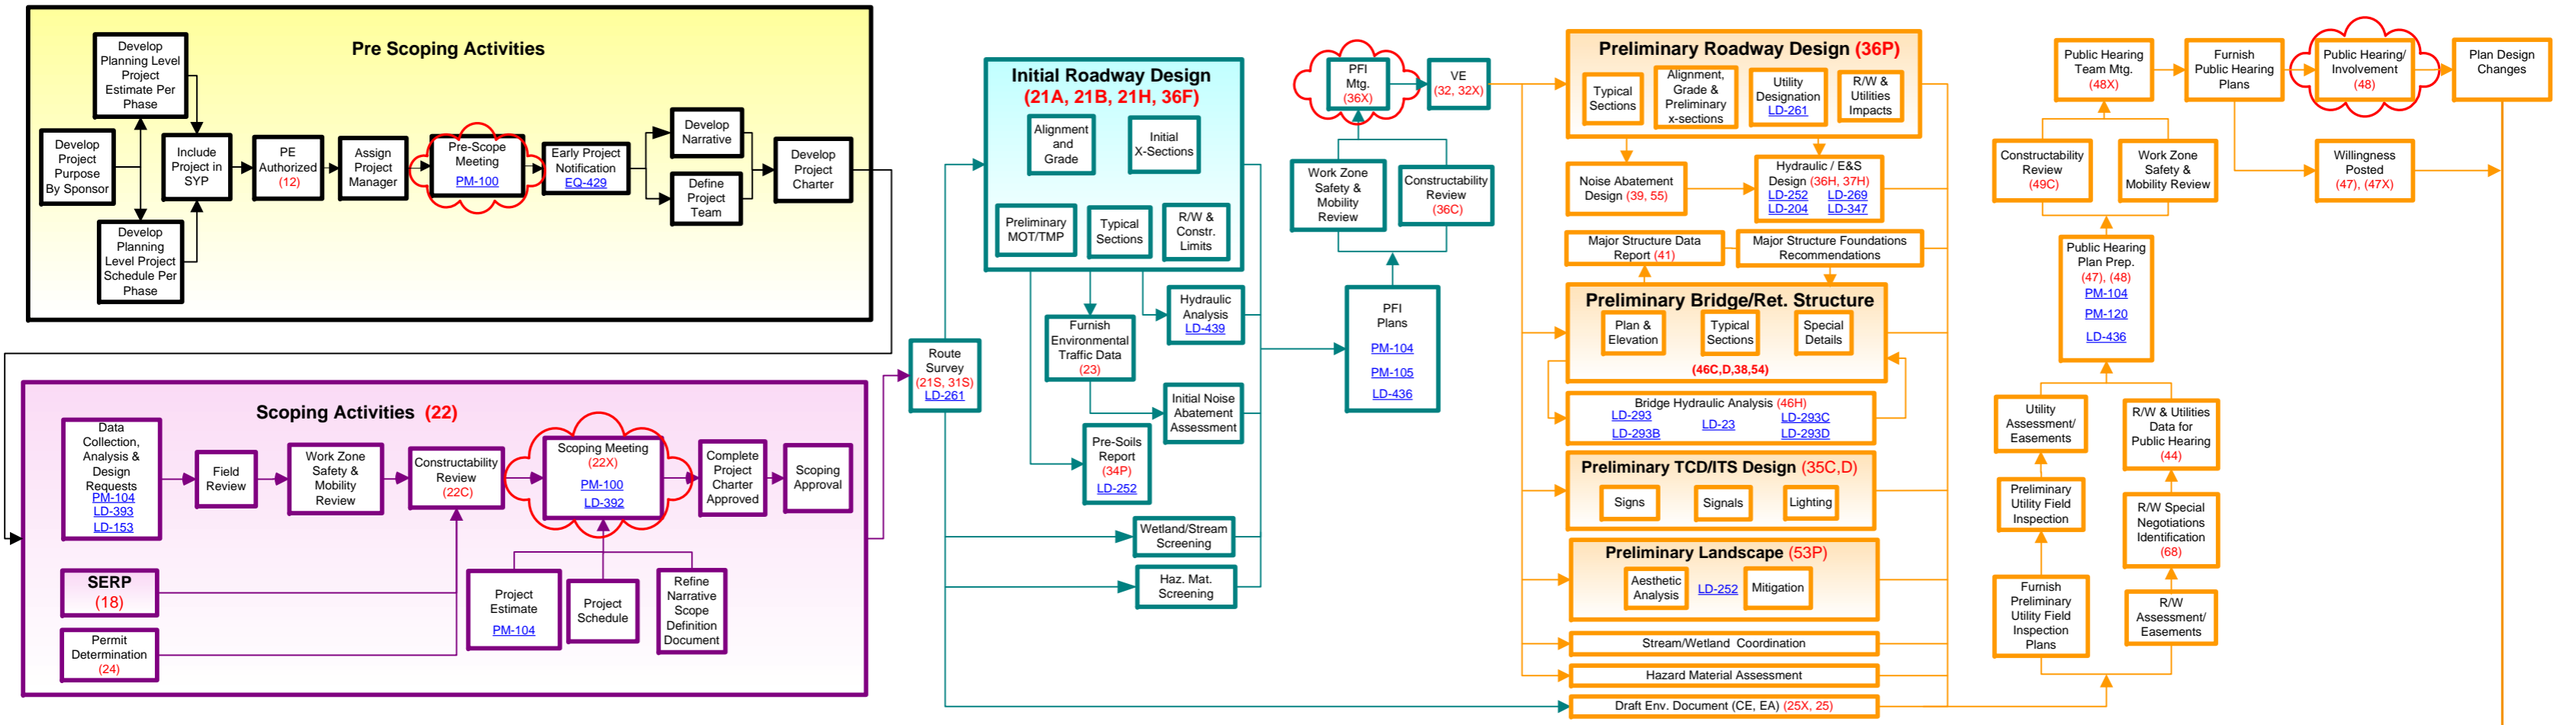 Pre Scoping Activities
Develop
Planning Level
Project
Estimate Per
Phase
Develop
Project
Purpose
By Sponsor
Develop
Planning
Level Project
Schedule Per
Phase
Include
Project in
SYP
PE
Authorized
(12)
Assign
Project
Manager
Pre-Scope
Meeting
PM-100
Early Project
Notification
EQ-429
Develop
Narrative
Define
Project
Team
Develop
Project
Charter
Scoping Activities (22)
Data
Collection,
Analysis &
Design
Requests
PM-104
LD-393
LD-153
Field
Review
Work Zone
Safety &
Mobility
Review
Constructability
Review
(22C)
Scoping Meeting
(22X)
PM-100
LD-392
Complete
Project
Charter
Approved
Scoping
Approval
SERP
(18)
Permit
Determination
(24)
Project
Estimate
PM-104
Project
Schedule
Refine
Narrative
Scope
Definition
Document
Route
Survey
(21S, 31S)
LD-261
Initial Roadway Design
(21A, 21B, 21H, 36F)
Alignment
and
Grade
Initial
X-Sections
Preliminary
MOT/TMP
Typical
Sections
R/W &
Constr.
Limits
Hydraulic
Analysis
LD-439
Furnish
Environmental
Traffic Data
(23)
Initial Noise
Abatement
Assessment
Pre-Soils
Report
(34P)
LD-252
Wetland/Stream
Screening
Haz. Mat.
Screening
PFI
Mtg.
(36X)
VE
(32, 32X)
Work Zone
Safety &
Mobility
Review
Constructability
Review
(36C)
PFI
Plans
PM-104
PM-105
LD-436
Preliminary Roadway Design (36P)
Typical
Sections
Alignment,
Grade &
Preliminary
x-sections
Utility
Designation
LD-261
R/W &
Utilities
Impacts
Noise Abatement
Design (39, 55)
Hydraulic / E&S
Design (36H, 37H)
LD-252 LD-269
LD-204 LD-347
Major Structure Data
Report (41)
Major Structure Foundations
Recommendations
Preliminary Bridge/Ret. Structure
Plan &
Elevation
Typical
Sections
Special
Details
(46C,D,38,54)
Bridge Hydraulic Analysis (46H)
LD-293 LD-23 LD-293C
LD-293B LD-293D
Preliminary TCD/ITS Design (35C,D)
Signs
Signals
Lighting
Preliminary Landscape (53P)
Aesthetic
Analysis
LD-252
Mitigation
Stream/Wetland Coordination
Hazard Material Assessment
Draft Env. Document (CE, EA) (25X, 25)
Public Hearing
Team Mtg.
(48X)
Furnish
Public Hearing
Plans
Public Hearing/
Involvement
(48)
Plan Design
Changes
Constructability
Review
(49C)
Work Zone
Safety &
Mobility Review
Willingness
Posted
(47), (47X)
Public Hearing
Plan Prep.
(47), (48)
PM-104
PM-120
LD-436
Utility
Assessment/
Easements
R/W & Utilities
Data for
Public Hearing
(44)
Preliminary
Utility Field
Inspection
R/W Special
Negotiations
Identification
(68)
Furnish
Preliminary
Utility Field
Inspection
Plans
R/W
Assessment/
Easements